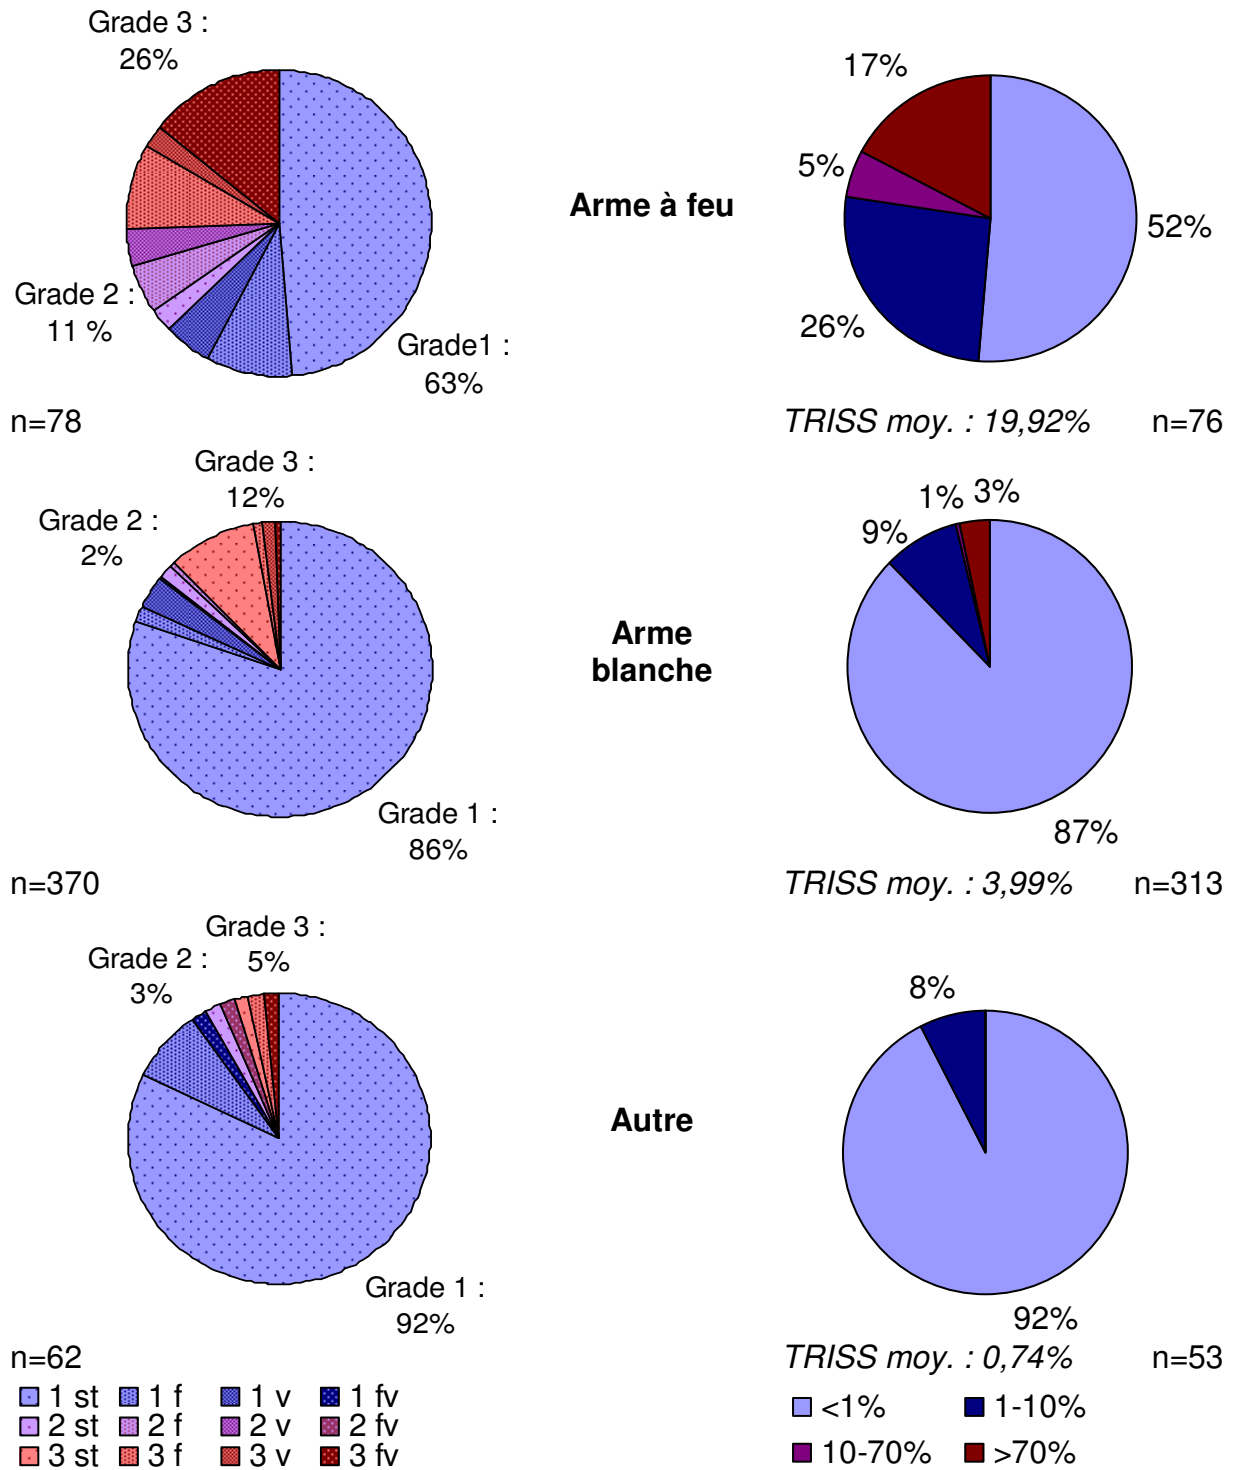 Grade 3 :
26%
17%
5%
Arme à feu
52%
Grade 2 :
11 %
26%
Grade1 :
63%
n=78
TRISS moy. : 19,92% n=76
Grade 3 :
12%
1% 3%
Grade 2 :
2%
9%
Arme
blanche
Grade 1 :
86%
87%
n=370
TRISS moy. : 3,99% n=313
Grade 3 :
5%
Grade 2 :
3%
8%
Autre
Grade 1 :
92%
92%
n=62
TRISS moy. : 0,74% n=53
1 st 1 f 1 v 1 fv
2 st 2 f 2 v 2 fv
3 st 3 f 3 v 3 fv
<1% 1-10%
10-70% >70%